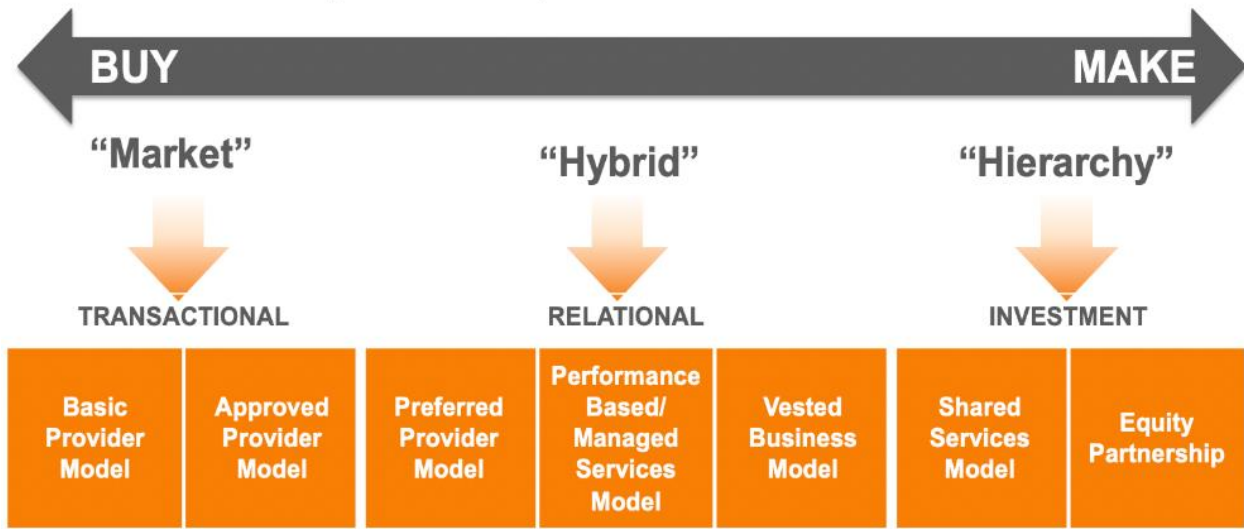 BUY
MAKE
“Market”
“Hybrid”
“Hierarchy”
TRANSACTIONAL
RELATIONAL
INVESTMENT
Basic
Provider
Model
Approved
Provider
Model
Preferred
Provider
Model
Performance
Based/
Managed
Services
Model
Vested
Business
Model
Shared
Services
Model
Equity
Partnership